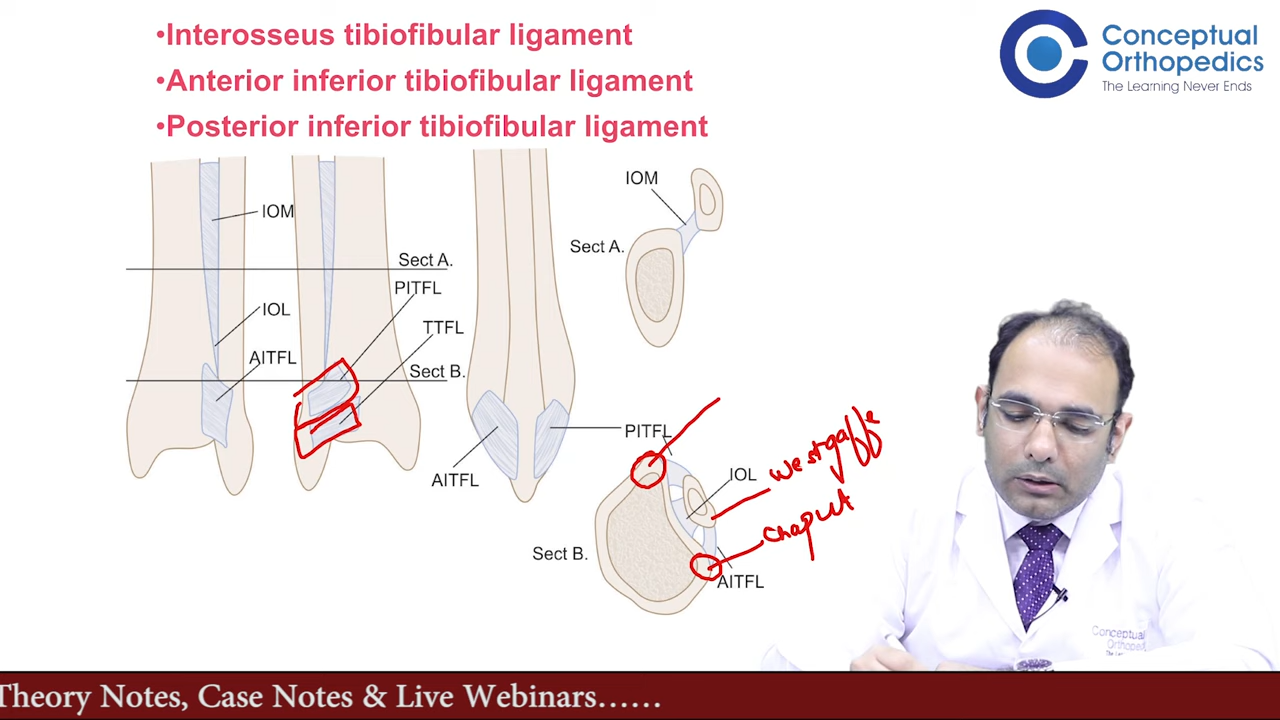 •Interosseus tibiofibular ligament
•Anterior inferior tibiofibular ligament
•Posterior inferior tibiofibular ligament
Conceptual
Orthopedics
The Learning Never Ends
IOM
Sect A.
PITFL
IOL
TTFL
AITFL
Sect B.
AITFL
PITFL
IOM
Sect A.
IOL
Sect B.
AITFL
westgaffe
chaput
Conceptual
Theory Notes, Case Notes & Live Webinars......